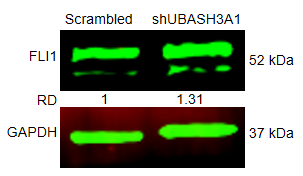 Scrambled shUBASH3A1
FLI1 52 kDa
RD 1 1.31
GAPDH 37 kDa